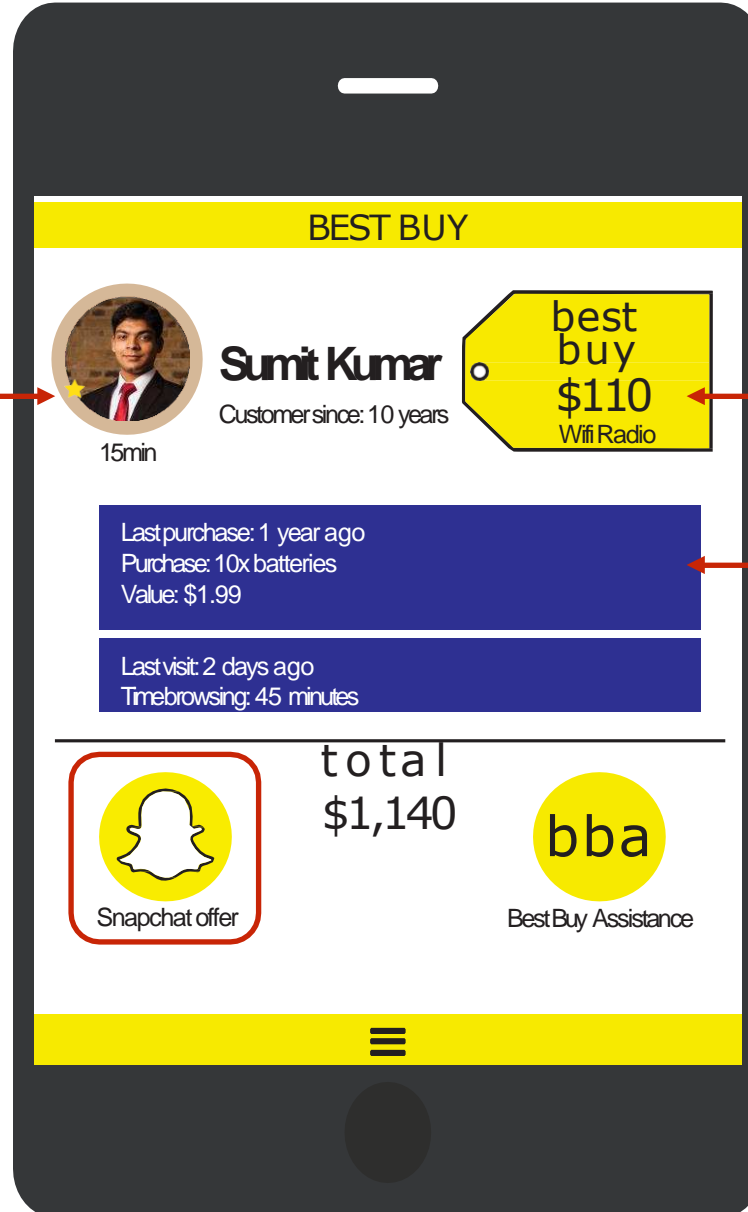 BEST BUY
Sumit Kumar
Customer since: 10 years
15min
best
buy
$110
Wifi Radio
Last purchase: 1 year ago
Purchase: 10x batteries
Value: $1.99
Last visit: 2 days ago
Time browsing: 45 minutes
total
$1,140
Snapchat offer
bba
Best Buy Assistance